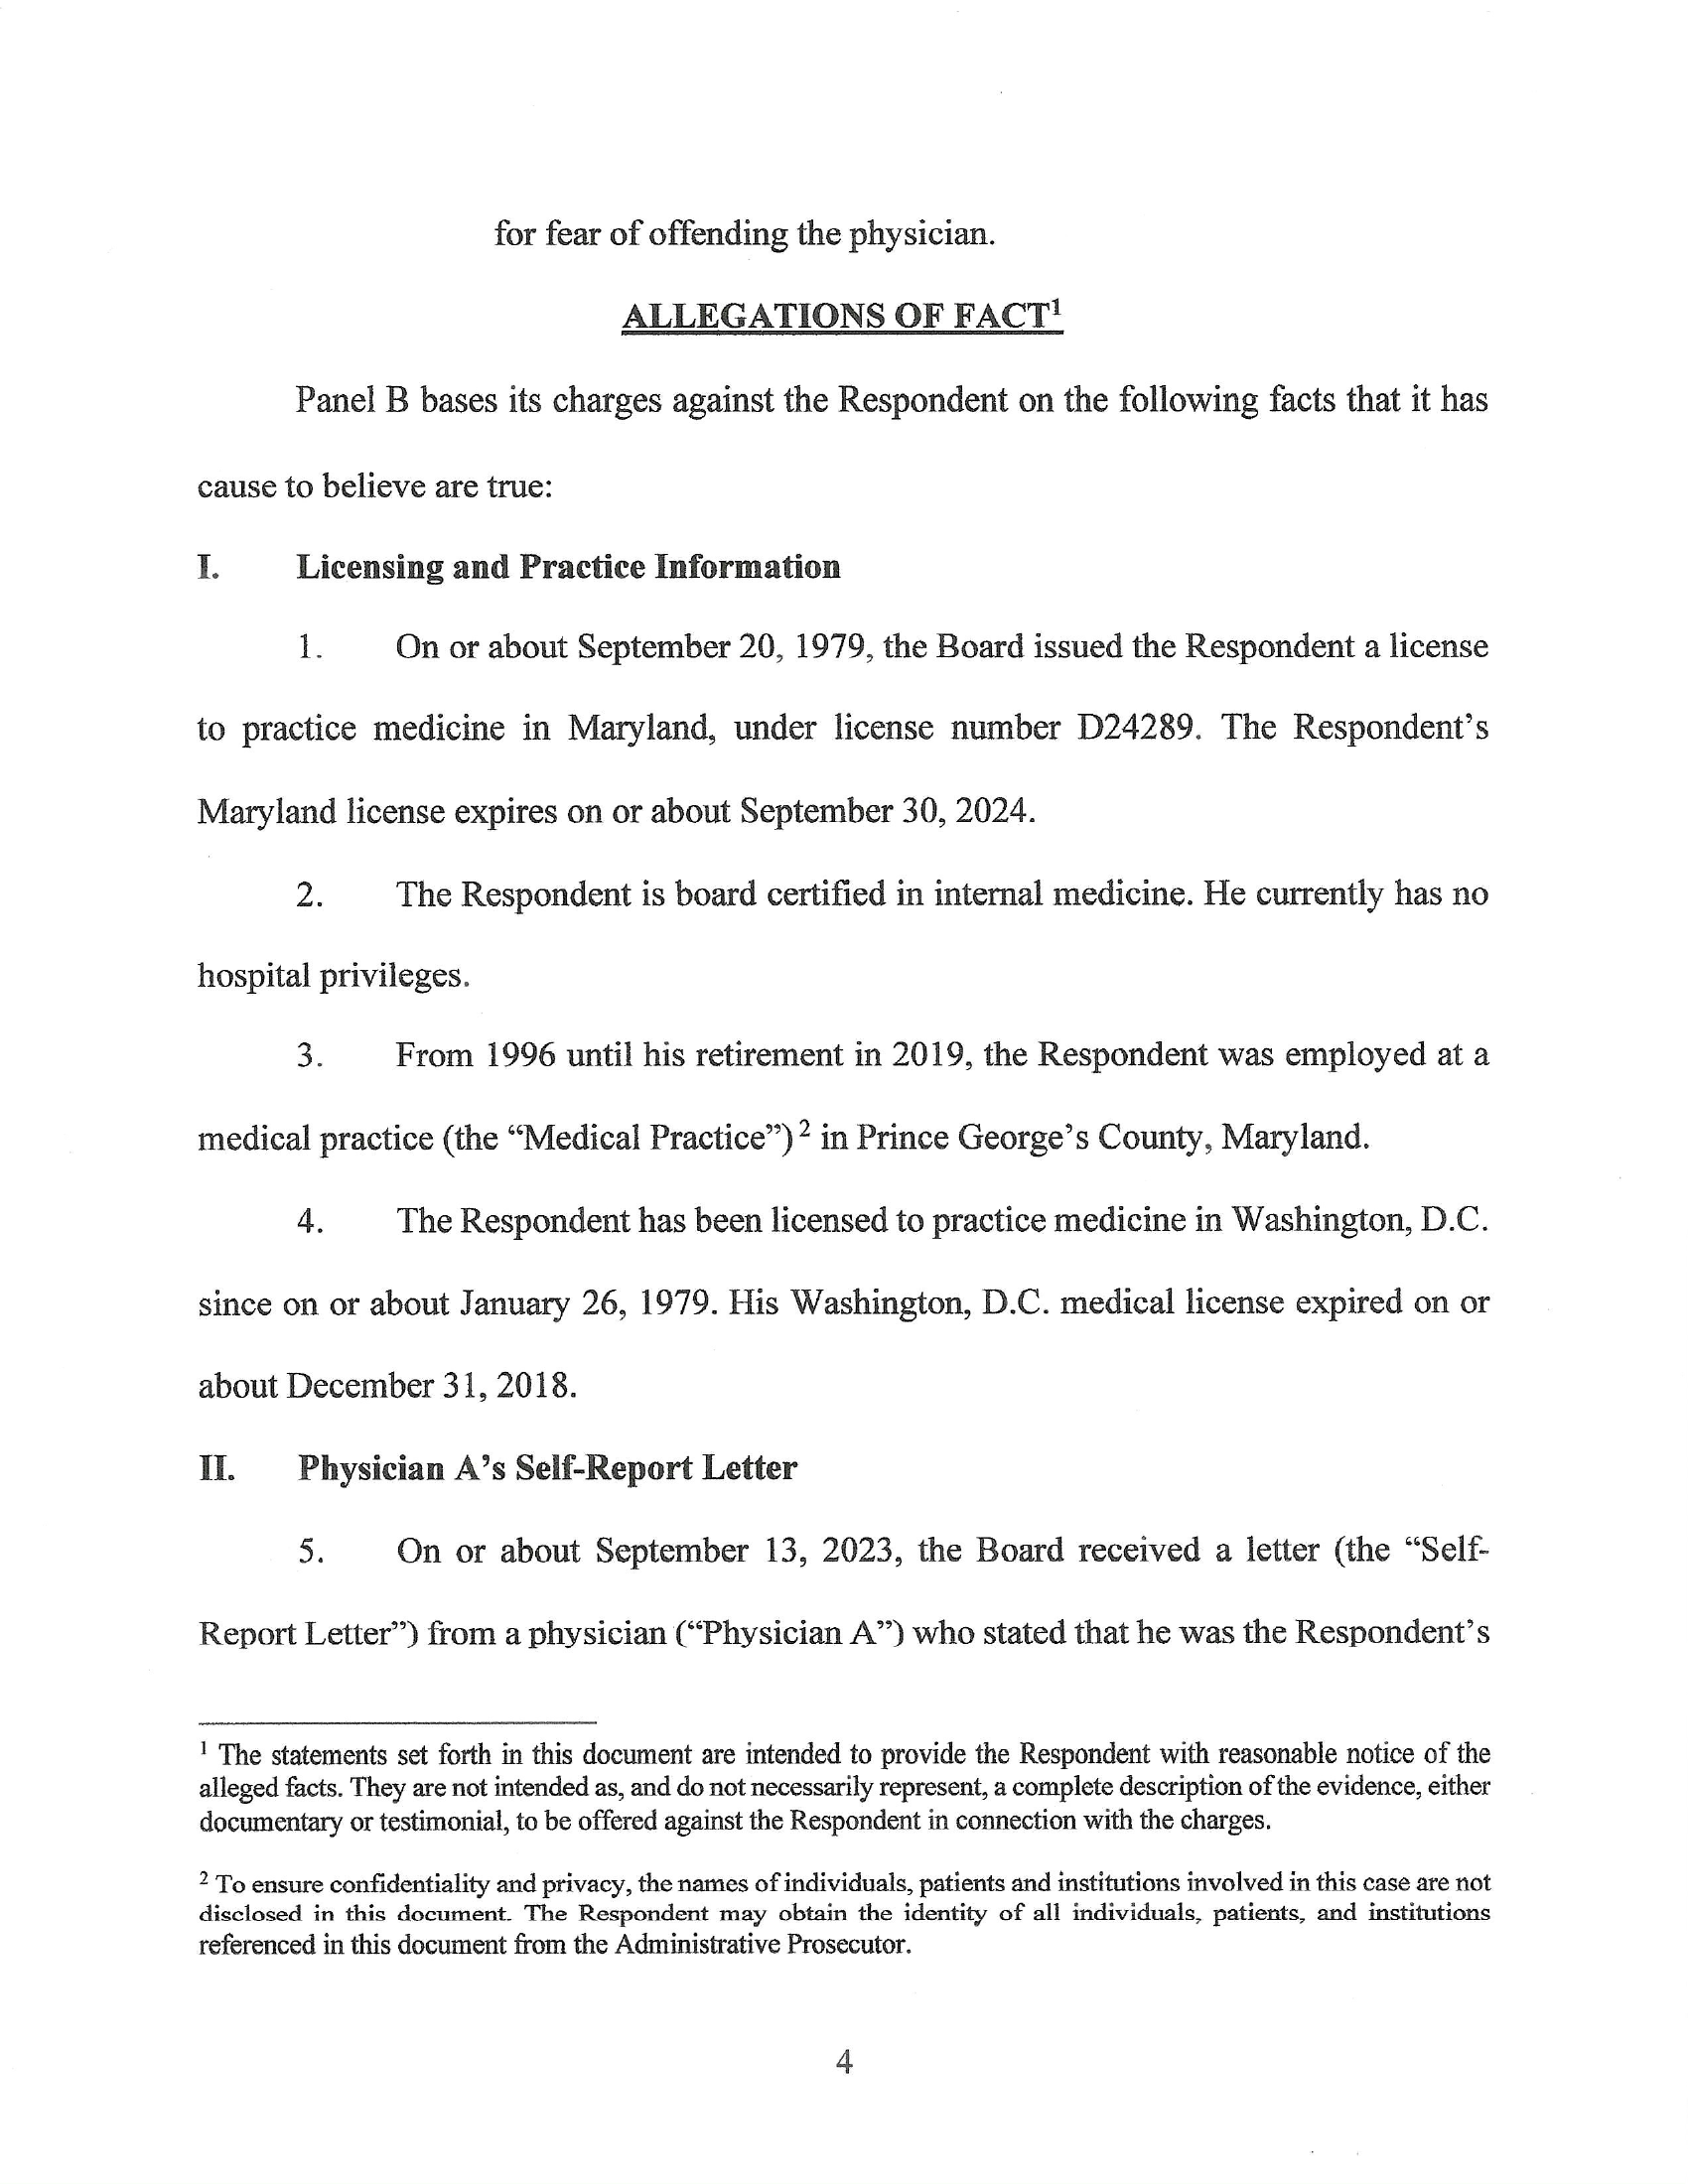 for fear of offending the physician.
ALLEGATIONS OF FACT¹
Panel B bases its charges against the Respondent on the following facts that it has
cause to believe are true:
I. Licensing and Practice Information
1. On or about September 20, 1979, the Board issued the Respondent a license
to practice medicine in Maryland, under license number D24289. The Respondent's
Maryland license expires on or about September 30, 2024.
2. The Respondent is board certified in internal medicine. He currently has no
hospital privileges.
3. From 1996 until his retirement in 2019, the Respondent was employed at a
medical practice (the “Medical Practice”)² in Prince George's County, Maryland.
4. The Respondent has been licensed to practice medicine in Washington, D.C.
since on or about January 26, 1979. His Washington, D.C. medical license expired on or
about December 31, 2018.
II. Physician A's Self-Report Letter
5. On or about September 13, 2023, the Board received a letter (the “Self-
Report Letter”) from a physician (“Physician A”) who stated that he was the Respondent's
¹ The statements set forth in this document are intended to provide the Respondent with reasonable notice of the
alleged facts. They are not intended as, and do not necessarily represent, a complete description of the evidence, either
documentary or testimonial, to be offered against the Respondent in connection with the charges.
² To ensure confidentiality and privacy, the names of individuals, patients and institutions involved in this case are not
disclosed in this document. The Respondent may obtain the identity of all individuals, patients, and institutions
referenced in this document from the Administrative Prosecutor.
4